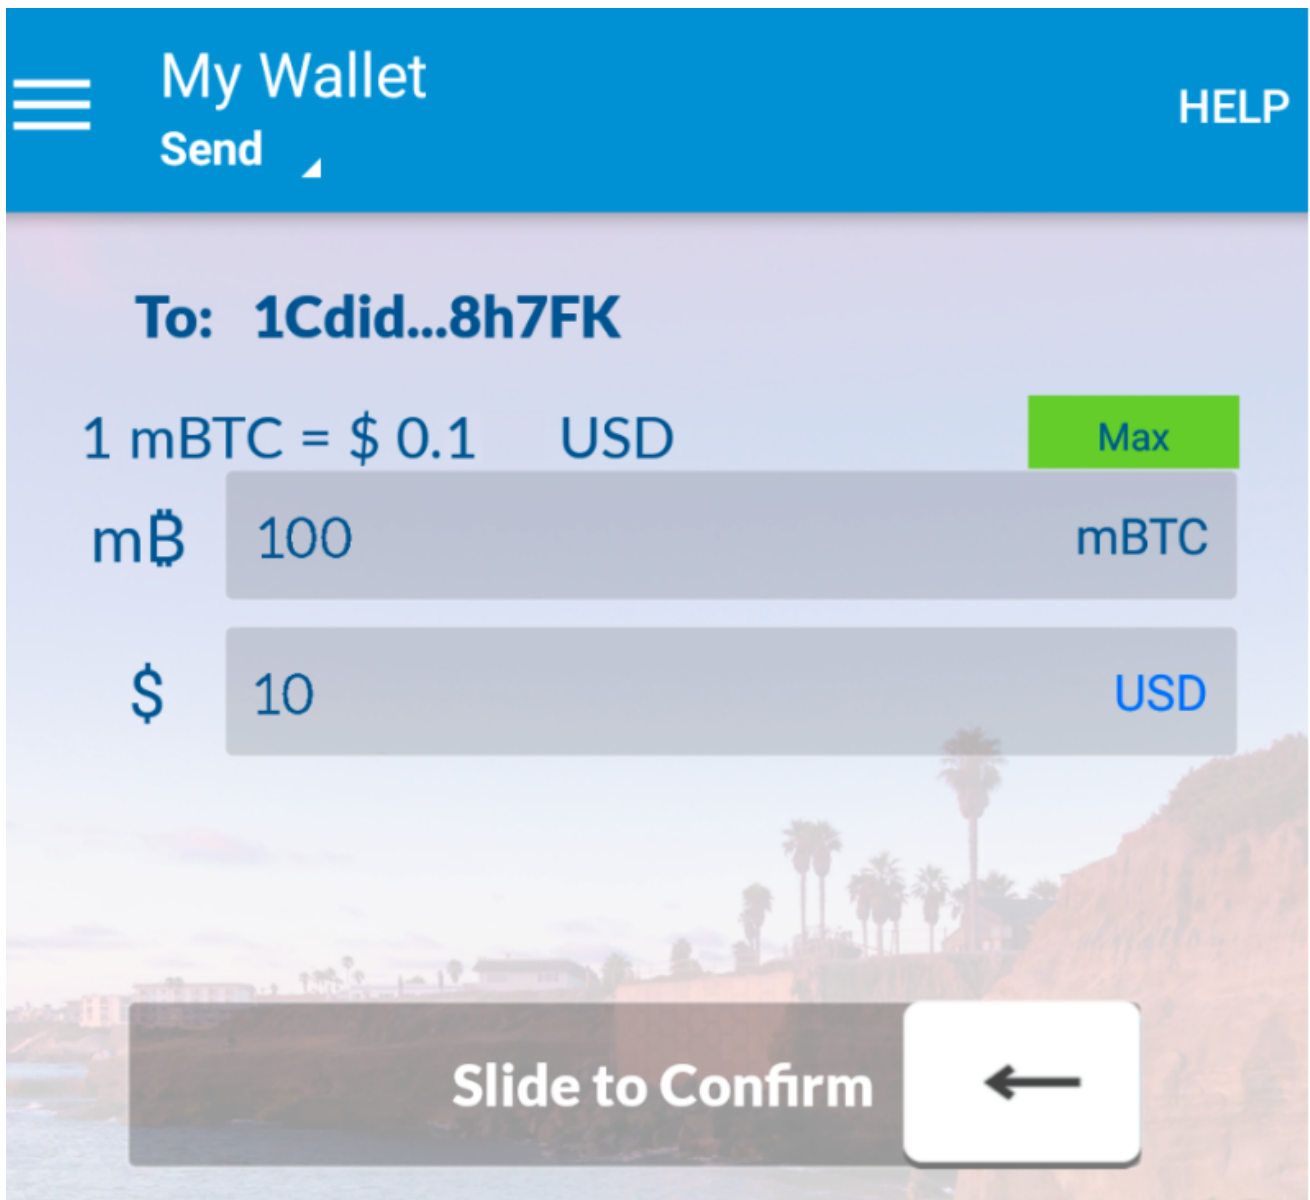 My Wallet
Send
HELP
To: 1Cdid...8h7FK
1 mBTC = $ 0.1 USD
Max
m₿ 100 mBTC
$ 10 USD
Slide to Confirm